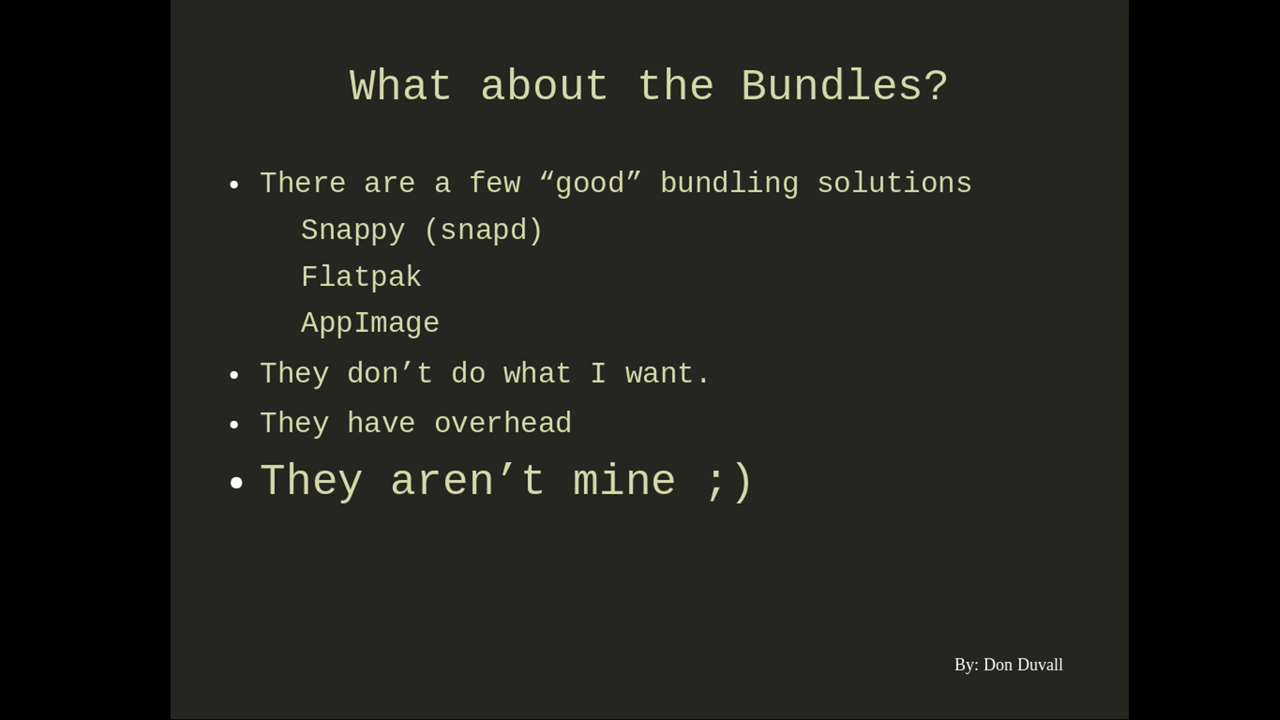 What about the Bundles?
• There are a few “good” bundling solutions
Snappy (snapd)
Flatpak
AppImage
• They don’t do what I want.
• They have overhead
• They aren’t mine ;)
By: Don Duvall